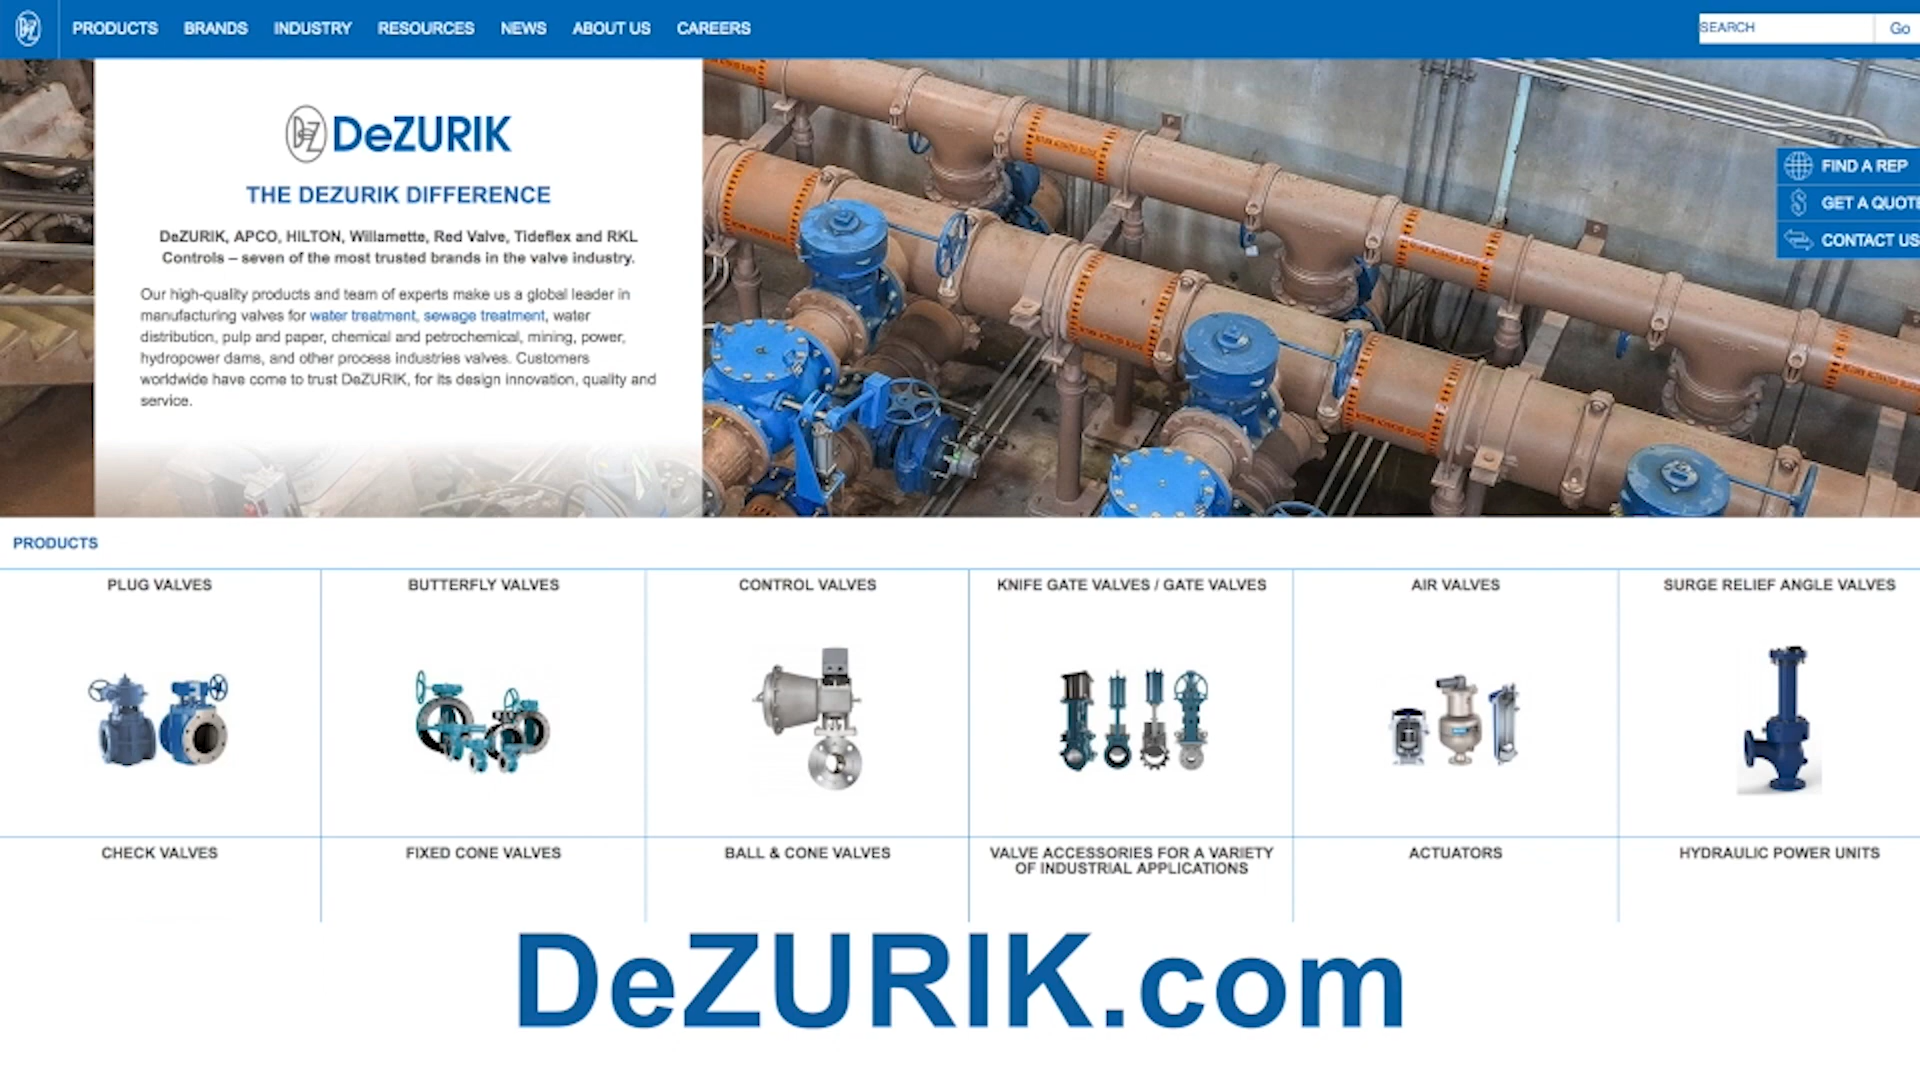 DZ PRODUCTS BRANDS INDUSTRY RESOURCES NEWS ABOUT US CAREERS SEARCH Go
DeZ DeZURIK
THE DEZURIK DIFFERENCE
DeZURIK, APCO, HILTON, Willamette, Red Valve, Tideflex and RKL
Controls – seven of the most trusted brands in the valve industry.
Our high-quality products and team of experts make us a global leader in
manufacturing valves for water treatment, sewage treatment, water
distribution, pulp and paper, chemical and petrochemical, mining, power,
hydropower dams, and other process industries valves. Customers
worldwide have come to trust DeZURIK, for its design innovation, quality and
service.
FIND A REP
GET A QUOTE
CONTACT US
PRODUCTS
PLUG VALVES BUTTERFLY VALVES CONTROL VALVES KNIFE GATE VALVES / GATE VALVES AIR VALVES SURGE RELIEF ANGLE VALVES
CHECK VALVES FIXED CONE VALVES BALL & CONE VALVES VALVE ACCESSORIES FOR A VARIETY ACTUATORS HYDRAULIC POWER UNITS
OF INDUSTRIAL APPLICATIONS
DeZURIK.com